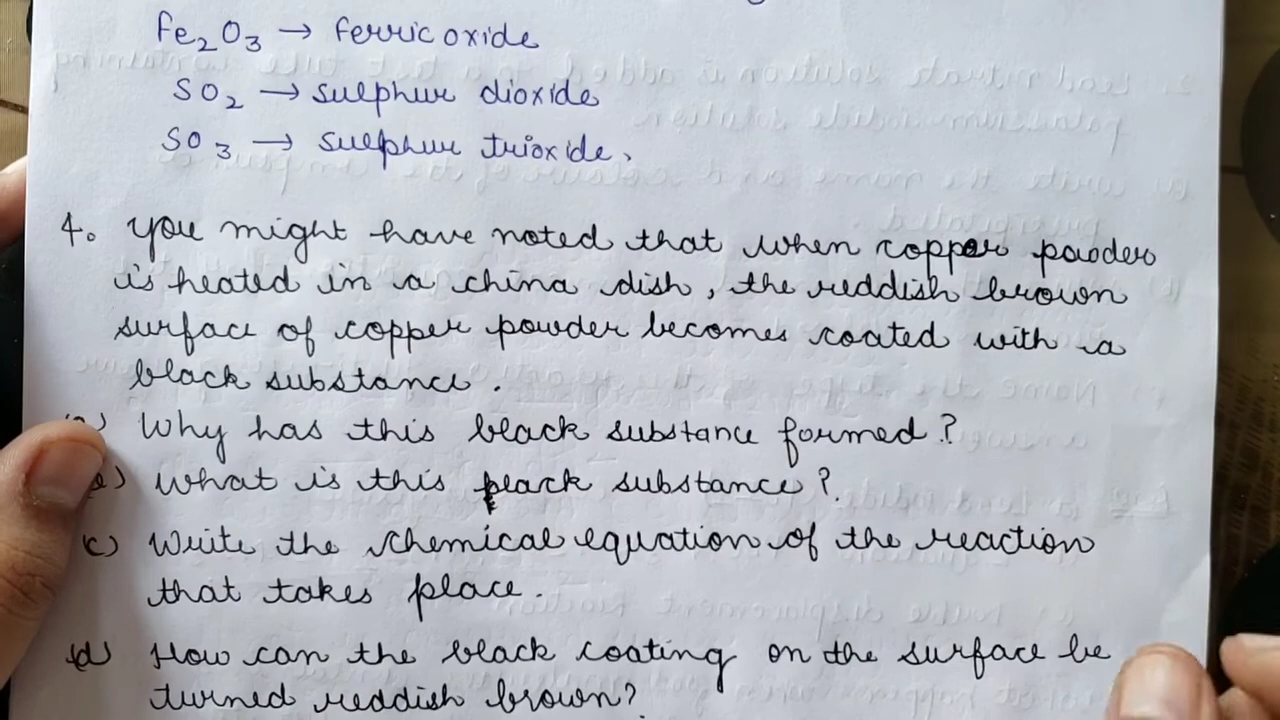 Fe2O3 → Ferric oxide
SO2 → sulphur dioxide
SO3 → sulphur trioxide.
4. You might have noted that when copper powder
is heated in a china dish, the reddish brown
surface of copper powder becomes coated with a
black substance.
Why has this black substance formed?
What is this black substance?
c) Write the chemical equation of the reaction
that takes place.
d) How can the black coating on the surface be
turned reddish brown?